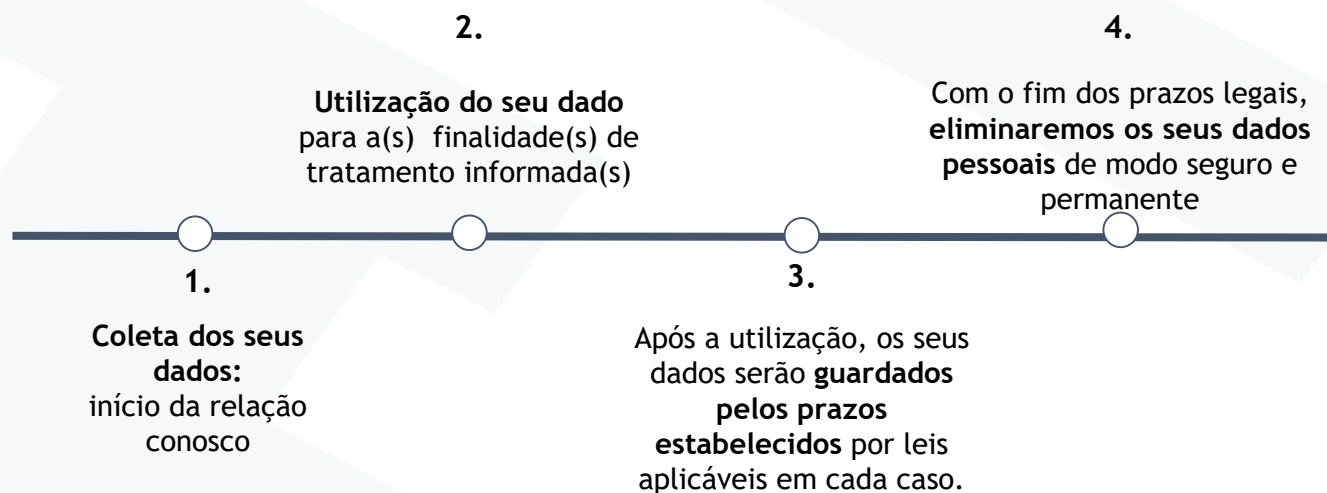 1.
Coleta dos seus
dados:
início da relação
conosco
2.
Utilização do seu dado
para a(s) finalidade(s) de
tratamento informada(s)
3.
Após a utilização, os seus
dados serão guardados
pelos prazos
estabelecidos por leis
aplicáveis em cada caso.
4.
Com o fim dos prazos legais,
eliminaremos os seus dados
pessoais de modo seguro e
permanente